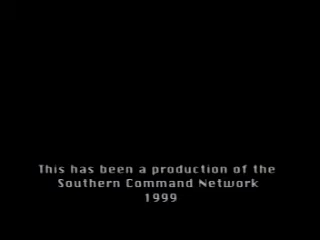 This has been a production of the
Southern Command Network
1999